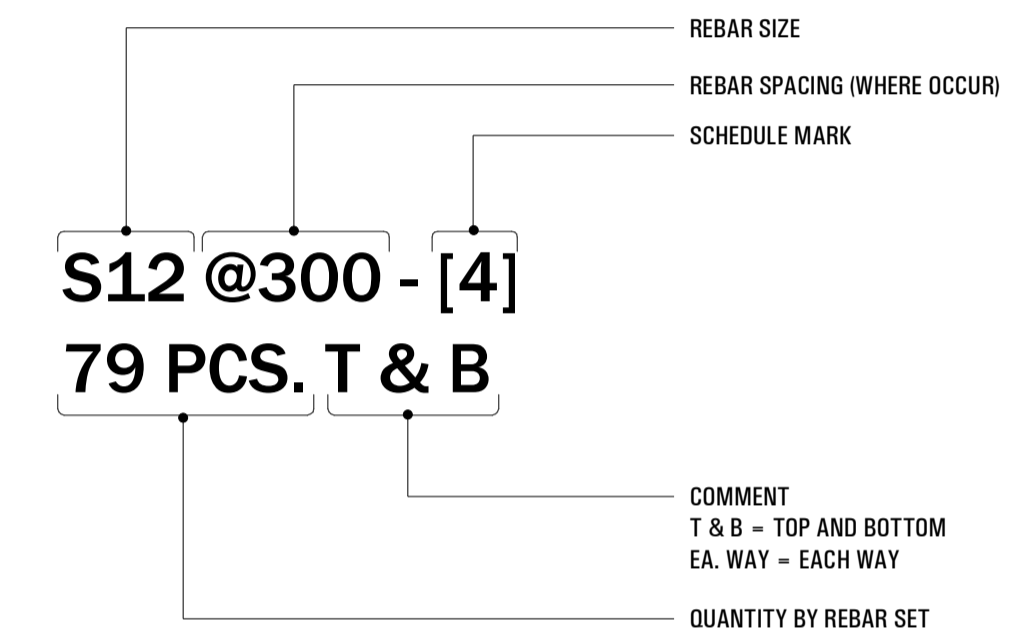 REBAR SIZE
REBAR SPACING (WHERE OCCUR)
SCHEDULE MARK
S12 @300 - [4]
79 PCS. T & B
COMMENT
T & B = TOP AND BOTTOM
EA. WAY = EACH WAY
QUANTITY BY REBAR SET